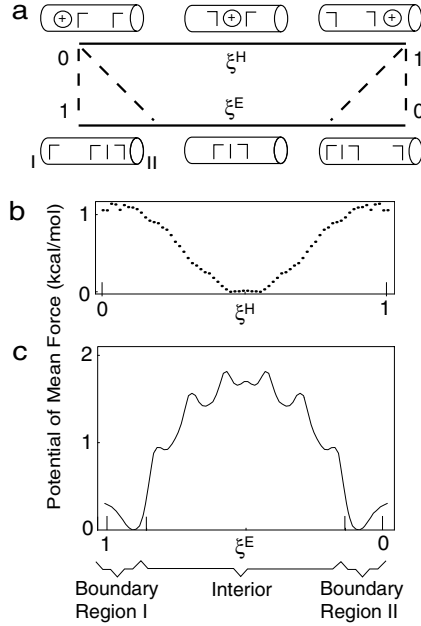 a
0 ξH 1
1 ξE 0
I II
b
Potential of Mean Force (kcal/mol)
1
0
0 ξH 1
c
2
1
0
1 ξE 0
Boundary Region I
Interior
Boundary Region II